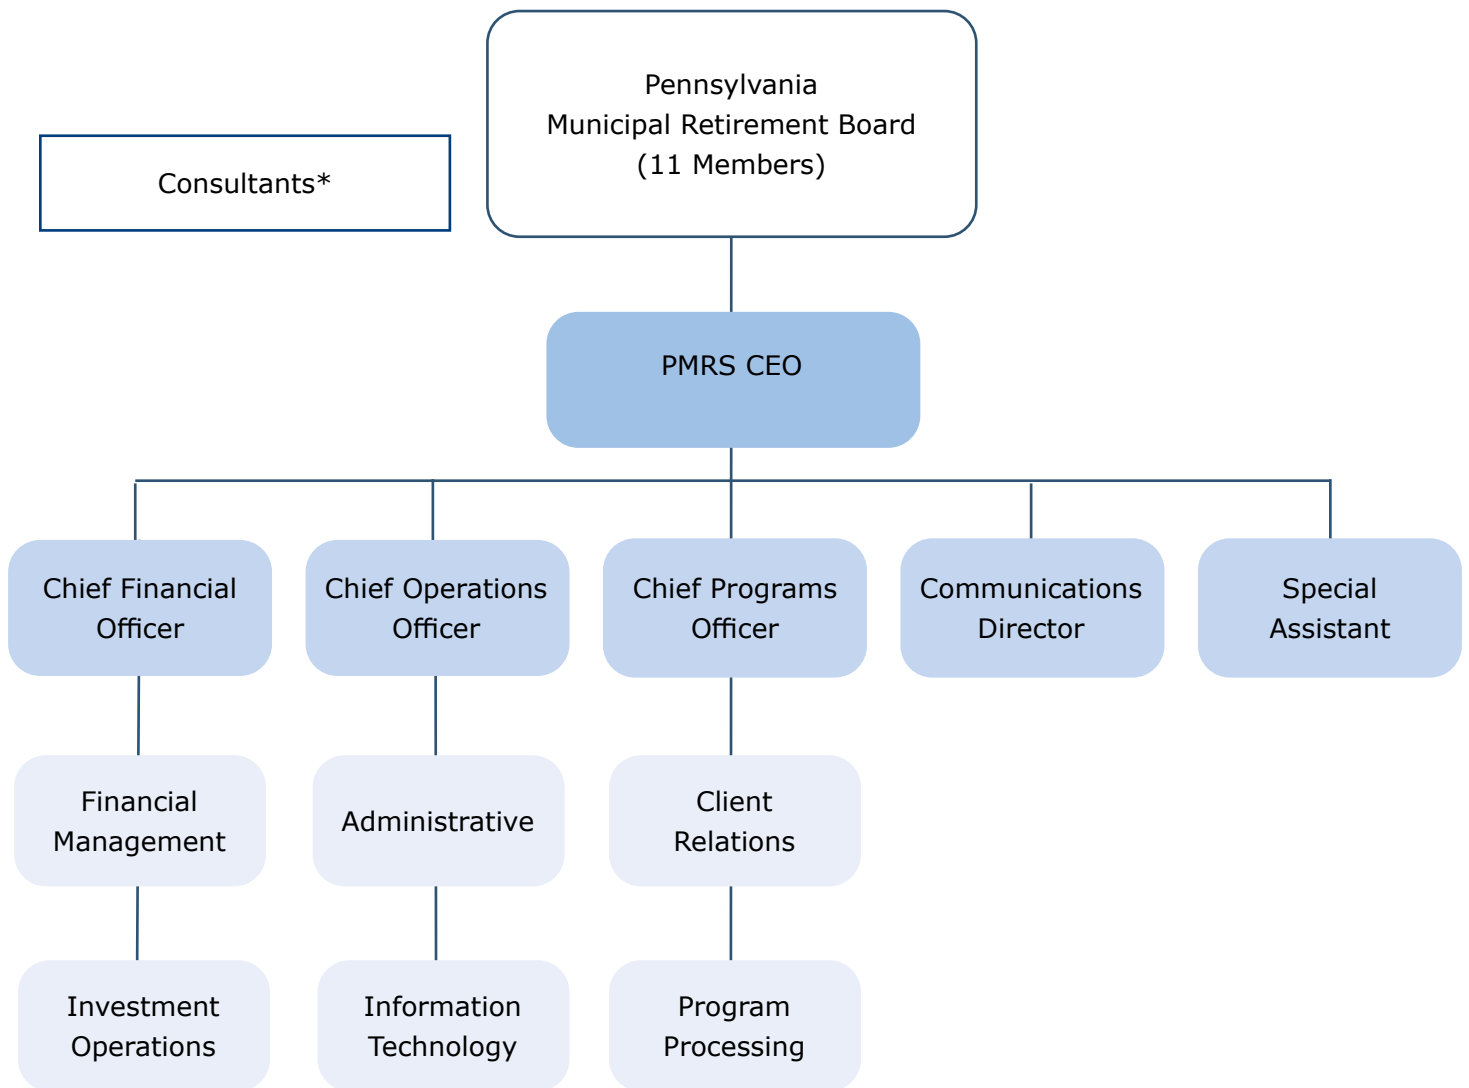 Pennsylvania
Municipal Retirement Board
(11 Members)
Consultants*
PMRS CEO
Chief Financial
Officer
Chief Operations
Officer
Chief Programs
Officer
Communications
Director
Special
Assistant
Financial
Management
Administrative
Client
Relations
Investment
Operations
Information
Technology
Program
Processing